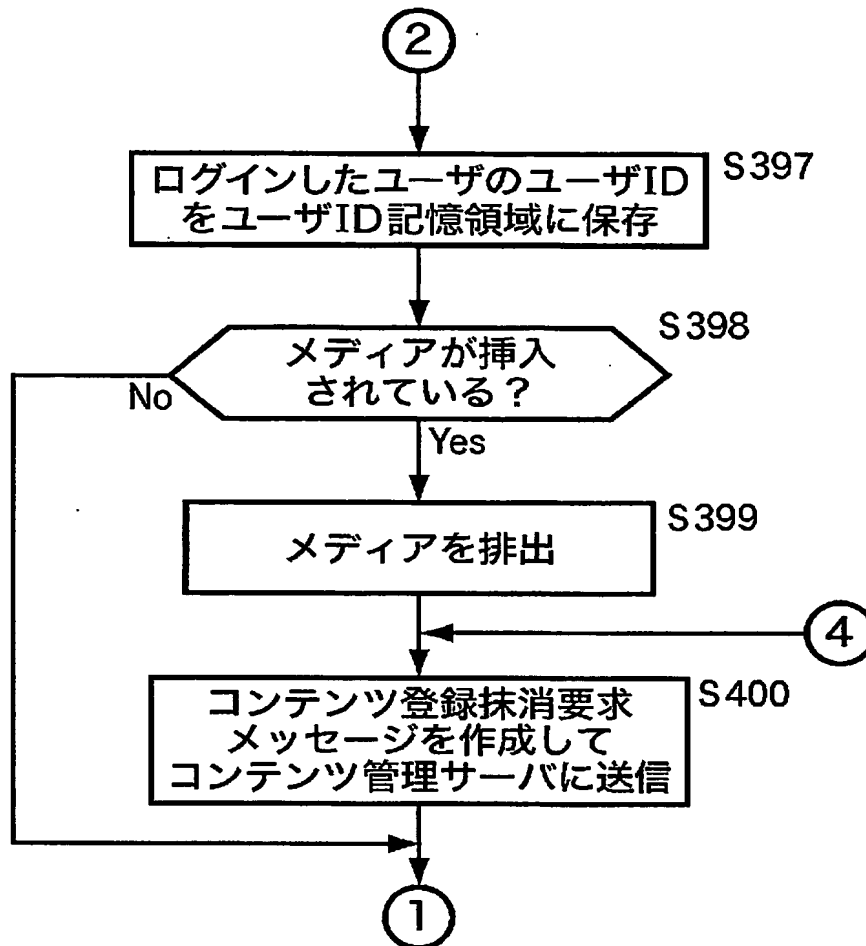 ②
ログインしたユーザのユーザID
をユーザID記憶領域に保存
S397
メディアが挿入
されている？
S398
No
Yes
メディアを排出
S399
④
コンテンツ登録抹消要求
メッセージを作成して
コンテンツ管理サーバに送信
S400
①